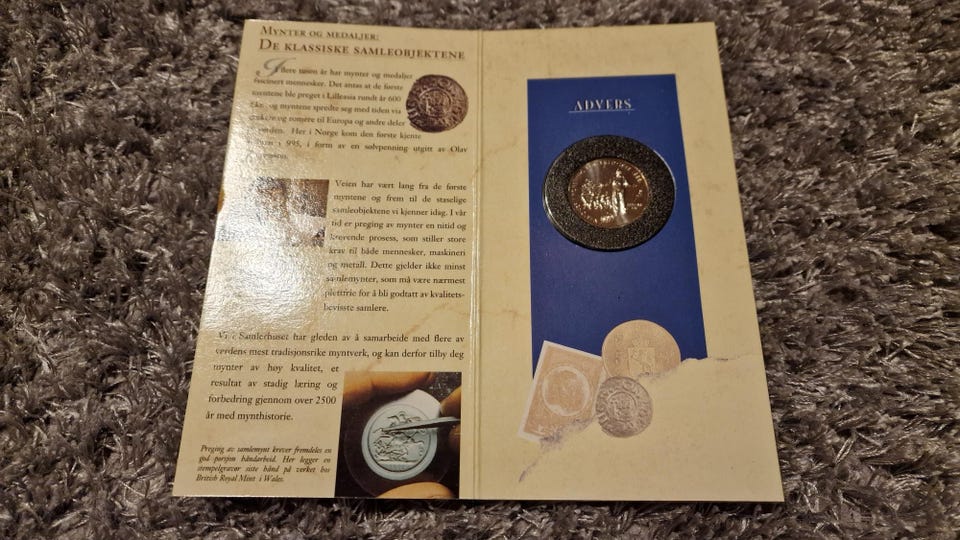 MYNTER OG MEDALJER:
DE KLASSISKE SAMLEOBJEKTENE
I flere tusen år har mynter og medaljer
fascinert mennesker. Det antas at de første
myntene ble preget i Lilleasia rundt år 600
og myntene spredte seg med tiden via
romere til Europa og andre deler
Her i Norge kom den første kjente
995, i form av en sølvpenning utgitt av Olav
Veien har vært lang fra de første
myntene og frem til de staselige
samleobjektene vi kjenner idag. I vår
tid er preging av mynter en nitid og
krevende prosess, som stiller store
krav til både mennesker, maskineri
og metall. Dette gjelder ikke minst
samlemynter, som må være nærmest
plettfrie for å bli godtatt av kvalitets-
bevisste samlere.
Vi i Samlerhuset har gleden av å samarbeide med flere av
verdens mest tradisjonsrike myntverk, og kan derfor tilby deg
mynter av høy kvalitet, et
resultat av stadig læring og
forbedring gjennom over 2500
år med mynthistorie.
Preging av samlemynt krever fremdeles en
god porsjon håndarbeid. Her legger en
stempelgravør siste hånd på verket hos
British Royal Mint i Wales.
ADVERS